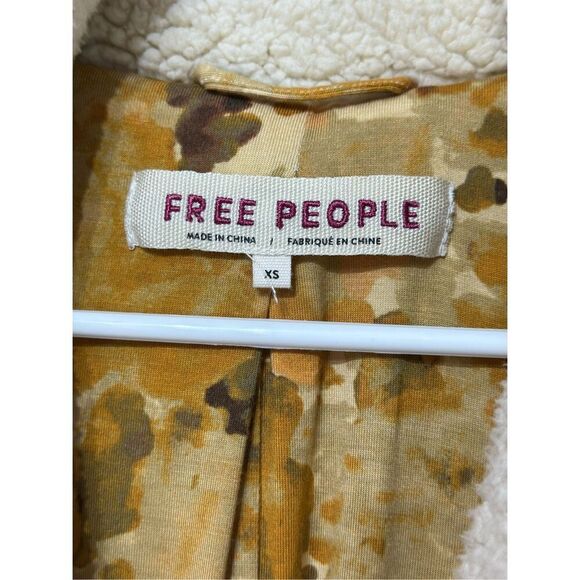 FREE PEOPLE
MADE IN CHINA / FABRIQUÉ EN CHINE
XS